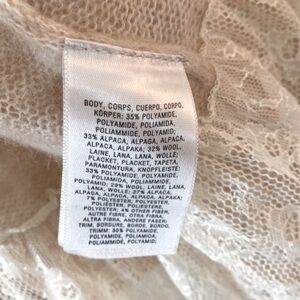 BODY, CORPS, CUERPO, CORPO,
KÖRPER: 35% POLYAMIDE,
POLYAMIDE, POLIAMIDA,
POLIAMMIDE, POLYAMID;
33% ALPACA, ALPAGA, ALPACA,
ALPACA, ALPAKA; 32% WOOL,
LAINE, LANA, LANA, WOLLE;
PLACKET, PLACKET, TAPETA,
PARAMONTURA, KNOPFLEISTE:
33% POLYAMIDE, POLYAMIDE,
POLIAMIDA, POLIAMMIDE,
POLYAMID; 29% WOOL, LAINE, LANA,
LANA, WOLLE; 27% ALPACA,
ALPAGA, ALPACA, ALPACA, ALPAKA;
7% POLYESTER, POLYESTER,
POLIÉSTER, POLIESTERE,
POLYESTER; 4% OTHER FIBER,
AUTRE FIBRE, OTRA FIBRA,
ALTRA FIBRA, ANDERE FASER;
TRIM, BORDURE, BORDE, BORDO,
TRIMM: 50% POLYAMIDE,
POLYAMIDE, POLIAMIDA,
POLIAMMIDE, POLYAMID;